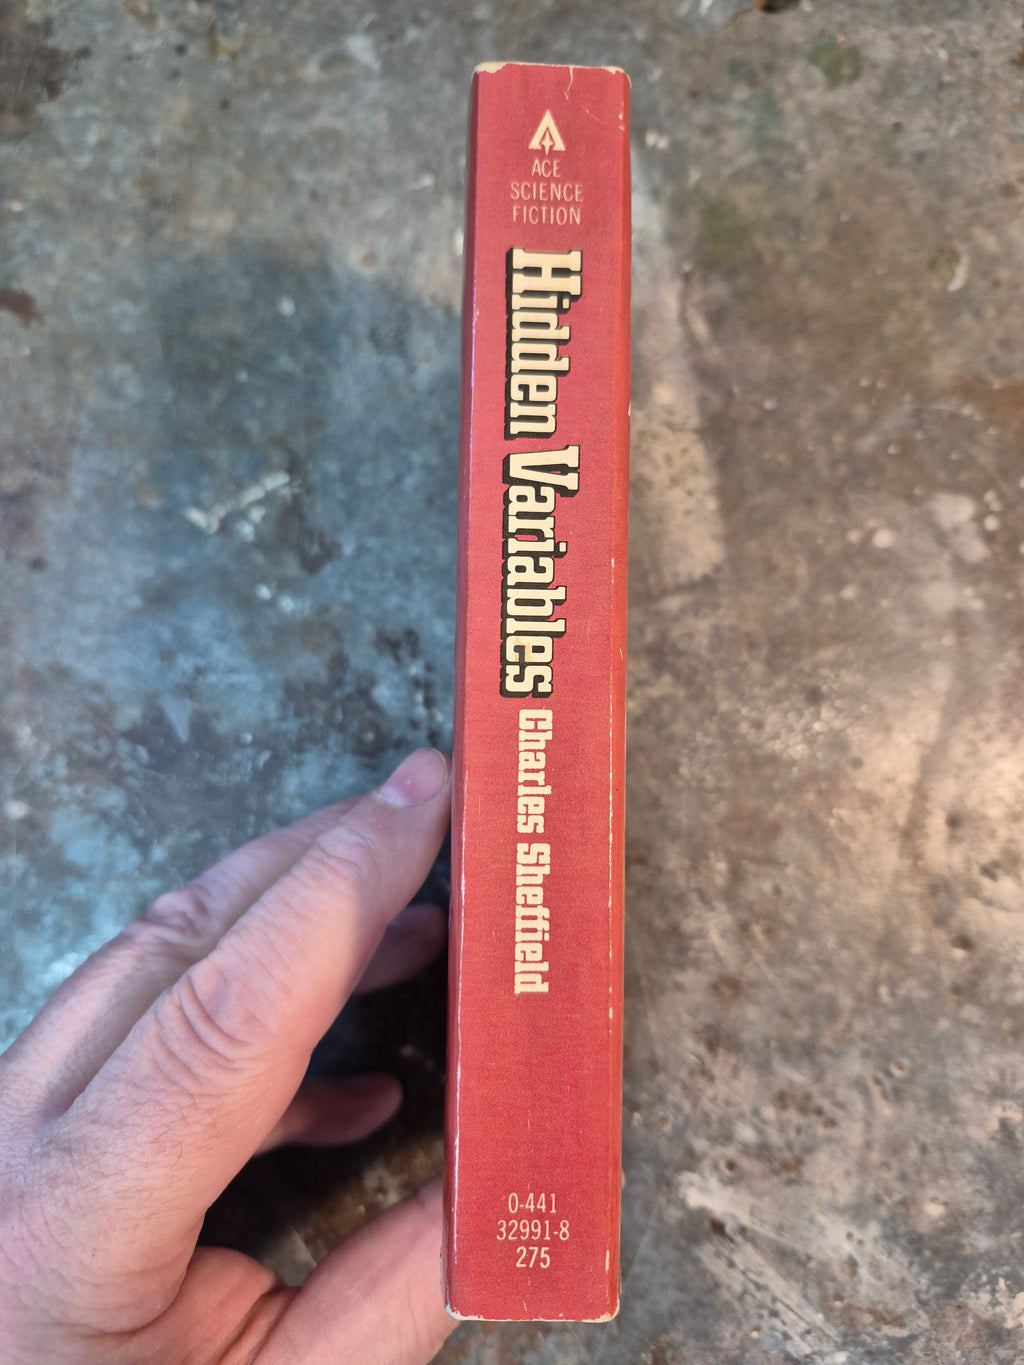 ACE
SCIENCE
FICTION
Hidden Variables
Charles Sheffield
0-441
32991-8
275